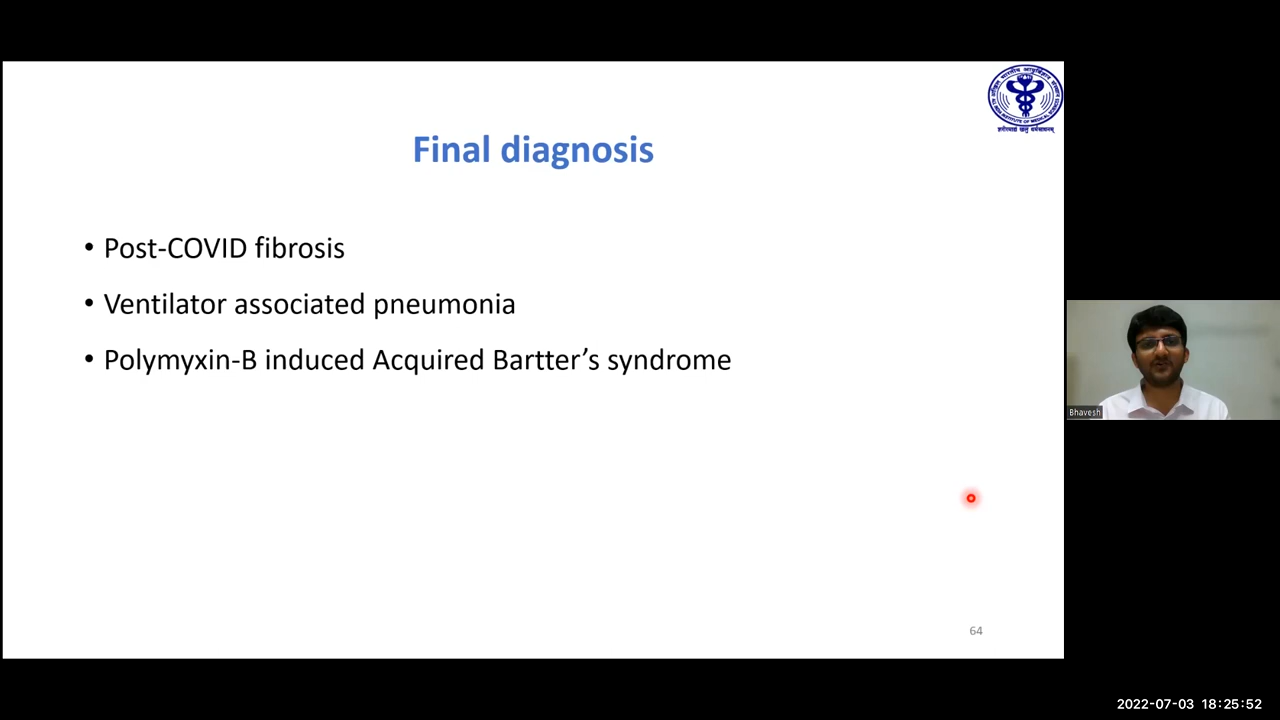 Final diagnosis
• Post-COVID fibrosis
• Ventilator associated pneumonia
• Polymyxin-B induced Acquired Bartter’s syndrome
64
Bhavesh
2022-07-03 18:25:52